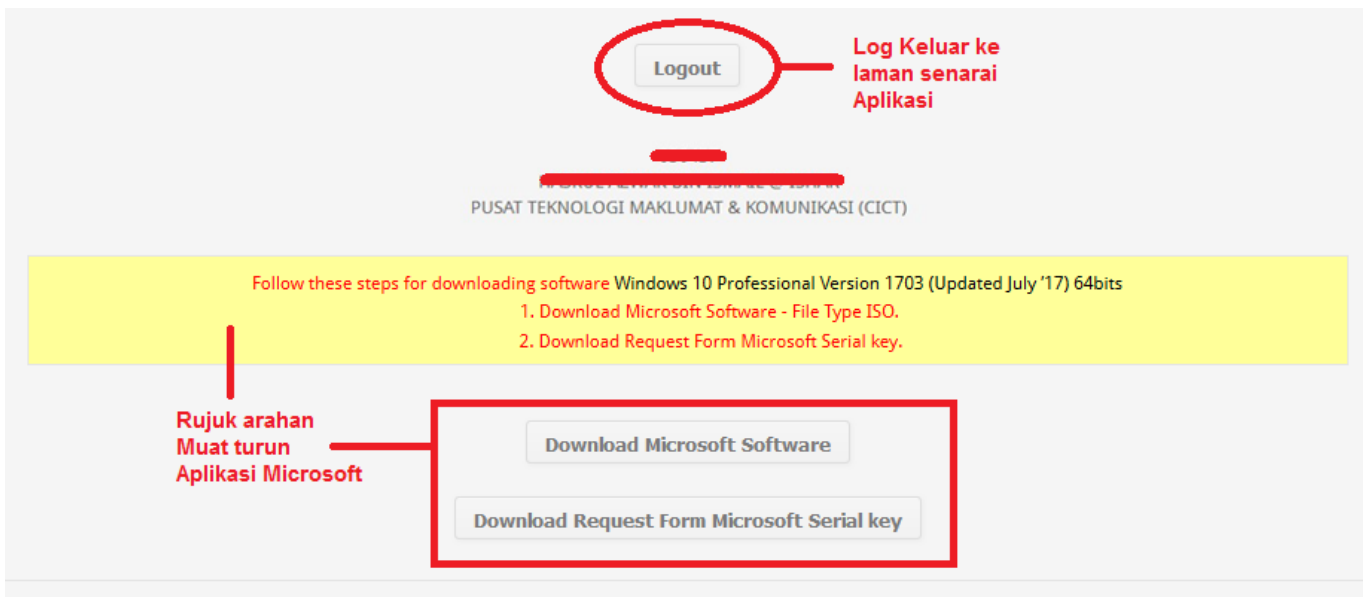 Logout
Log Keluar ke
laman senarai
Aplikasi
PUSAT TEKNOLOGI MAKLUMAT & KOMUNIKASI (CICT)
Follow these steps for downloading software Windows 10 Professional Version 1703 (Updated July '17) 64bits
1. Download Microsoft Software - File Type ISO.
2. Download Request Form Microsoft Serial key.
Rujuk arahan
Muat turun
Aplikasi Microsoft
Download Microsoft Software
Download Request Form Microsoft Serial key